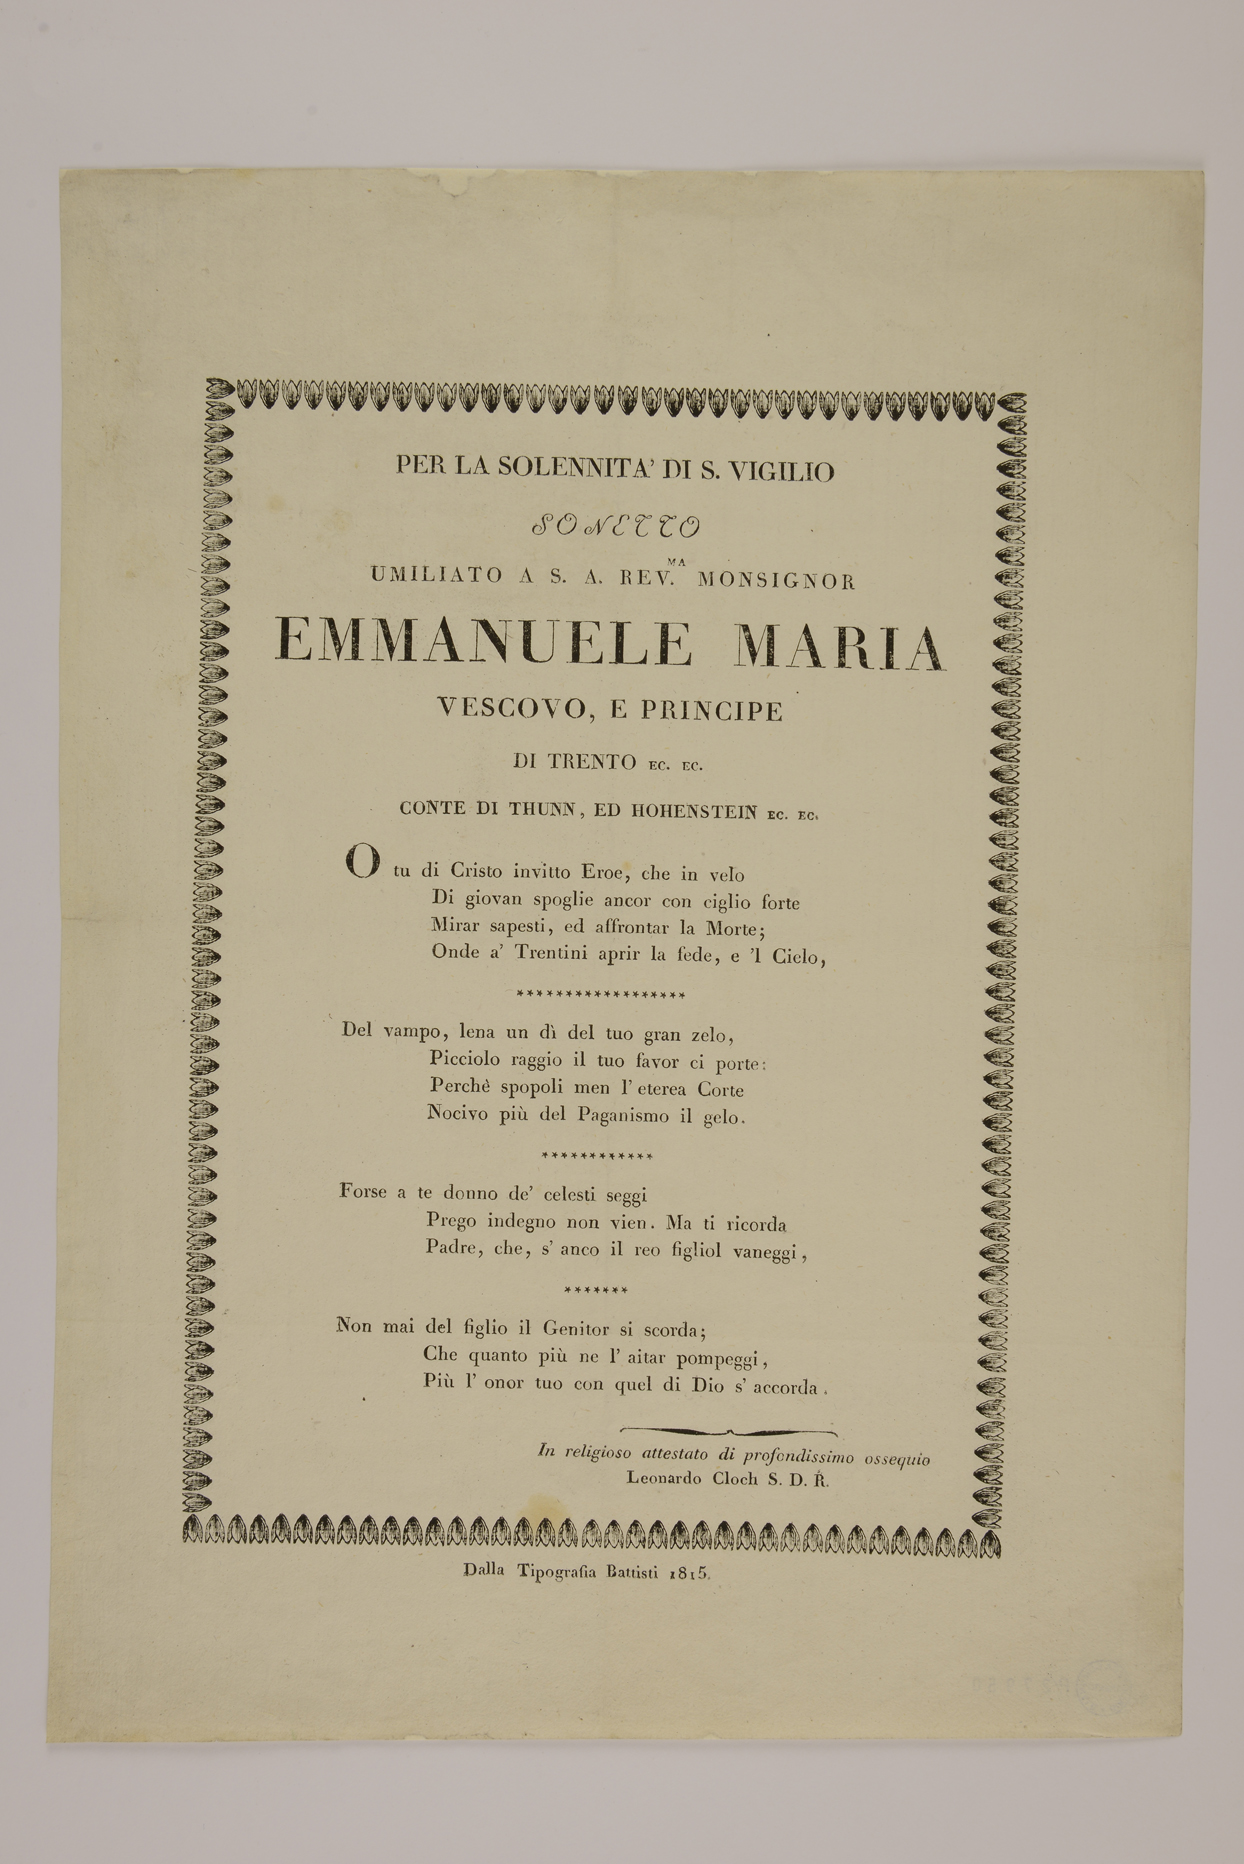 PER LA SOLENNITA' DI S. VIGILIO
SONETTO
UMILIATO A S. A. REV.MA MONSIGNOR
EMMANUELE MARIA
VESCOVO, E PRINCIPE
DI TRENTO EC. EC.
CONTE DI THUNN, ED HOHENSTEIN EC. EC.
O tu di Cristo invitto Eroe, che in velo
Di giovan spoglie ancor con ciglio forte
Mirar sapesti, ed affrontar la Morte;
Onde a' Trentini aprir la fede, e 'l Cielo,
******************
Del vampo, lena un dì del tuo gran zelo,
Picciolo raggio il tuo favor ci porte:
Perchè spopoli men l' eterea Corte
Nocivo più del Paganismo il gelo.
************
Forse a te donno de' celesti seggi
Prego indegno non vien. Ma ti ricorda
Padre, che, s' anco il reo figliol vaneggi,
*******
Non mai del figlio il Genitor si scorda;
Che quanto più ne l' aitar pompeggi,
Più l' onor tuo con quel di Dio s' accorda.
In religioso attestato di profondissimo ossequio
Leonardo Cloch S. D. R.
Dalla Tipografia Battisti 1815.